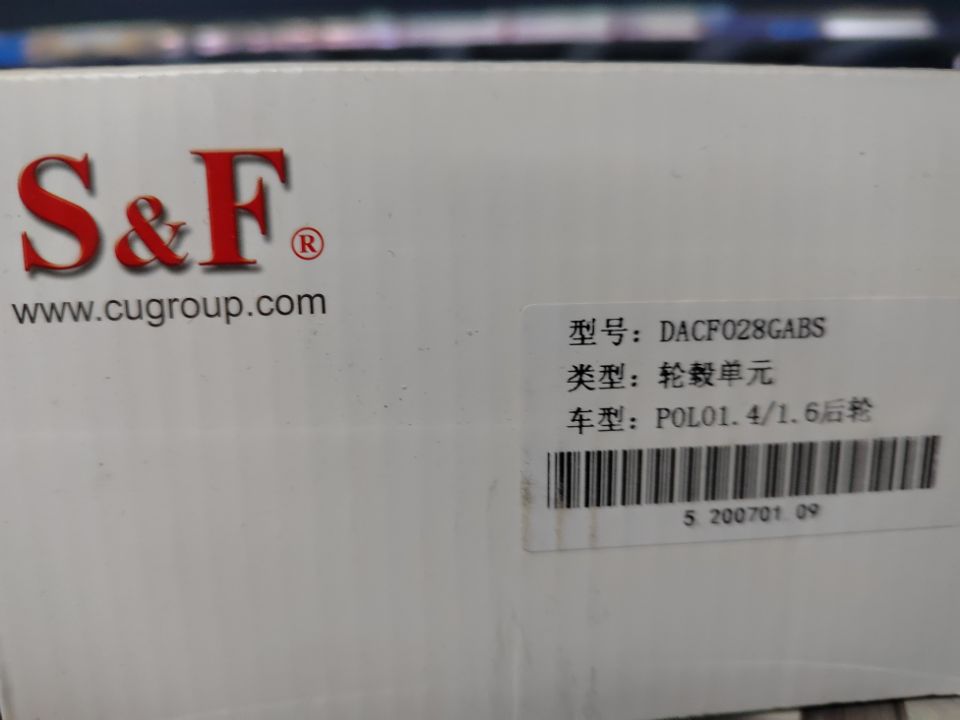 S&F®
www.cugroup.com
型号：DACF028GABS
类型：轮毂单元
车型：POLO1.4/1.6后轮
5 200701 09